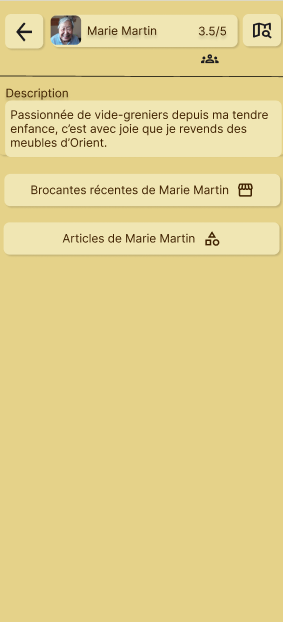 Marie Martin 3.5/5
Description
Passionnée de vide-greniers depuis ma tendre
enfance, c'est avec joie que je revends des
meubles d'Orient.
Brocantes récentes de Marie Martin
Articles de Marie Martin